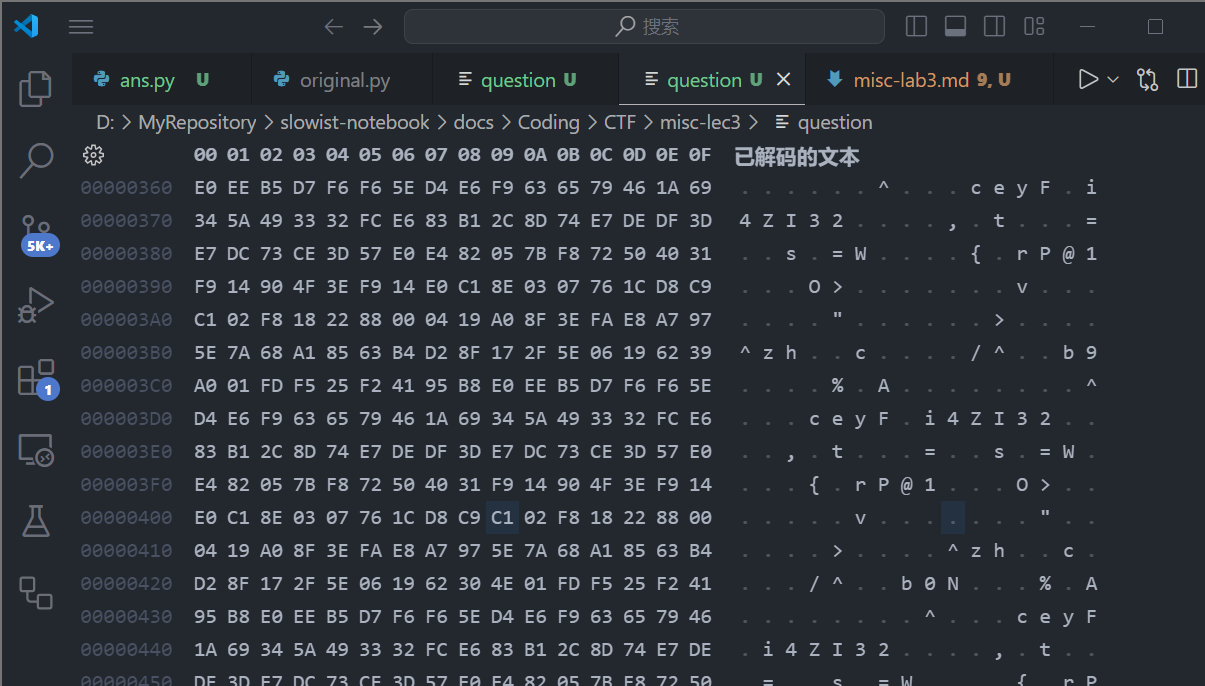 搜索
ans.py U original.py question U question U misc-lab3.md 9, U
D: > MyRepository > slowist-notebook > docs > Coding > CTF > misc-lec3 > question
00 01 02 03 04 05 06 07 08 09 0A 0B 0C 0D 0E 0F 已解码的文本
00000360 E0 EE B5 D7 F6 F6 5E D4 E6 F9 63 65 79 46 1A 69 . . . . . . ^ . . . c e y F . i
00000370 34 5A 49 33 32 FC E6 83 B1 2C 8D 74 E7 DE DF 3D 4 Z I 3 2 . . . . , . t . . . =
00000380 E7 DC 73 CE 3D 57 E0 E4 82 05 7B F8 72 50 40 31 . . s . = W . . . . { . r P @ 1
00000390 F9 14 90 4F 3E F9 14 E0 C1 8E 03 07 76 1C D8 C9 . . . O > . . . . . . . v . . .
000003A0 C1 02 F8 18 22 88 00 04 19 A0 8F 3E FA E8 A7 97 . . . . " . . . . . . > . . . .
000003B0 5E 7A 68 A1 85 63 B4 D2 8F 17 2F 5E 06 19 62 39 ^ z h . . c . . . . / ^ . . b 9
000003C0 A0 01 FD F5 25 F2 41 95 B8 E0 EE B5 D7 F6 F6 5E . . . . % . A . . . . . . . . ^
000003D0 D4 E6 F9 63 65 79 46 1A 69 34 5A 49 33 32 FC E6 . . . c e y F . i 4 Z I 3 2 . .
000003E0 83 B1 2C 8D 74 E7 DE DF 3D E7 DC 73 CE 3D 57 E0 . . , . t . . . = . . s . = W .
000003F0 E4 82 05 7B F8 72 50 40 31 F9 14 90 4F 3E F9 14 . . . { . r P @ 1 . . . O > . .
00000400 E0 C1 8E 03 07 76 1C D8 C9 C1 02 F8 18 22 88 00 . . . . . v . . . . . . . " . .
00000410 04 19 A0 8F 3E FA E8 A7 97 5E 7A 68 A1 85 63 B4 . . . . > . . . . ^ z h . . c .
00000420 D2 8F 17 2F 5E 06 19 62 30 4E 01 FD F5 25 F2 41 . . . / ^ . . b 0 N . . . % . A
00000430 95 B8 E0 EE B5 D7 F6 F6 5E D4 E6 F9 63 65 79 46 . . . . . . . . ^ . . . c e y F
5K+
1
00000440 1A 69 34 5A 49 33 32 FC E6 83 B1 2C 8D 74 E7 DE . i 4 Z I 3 2 . . . . , . t . .
00000450 DF 3D E7 DC 73 CE 3D 57 E0 E4 82 05 7B F8 72 50 . = . . s . = W . . . . { . r P